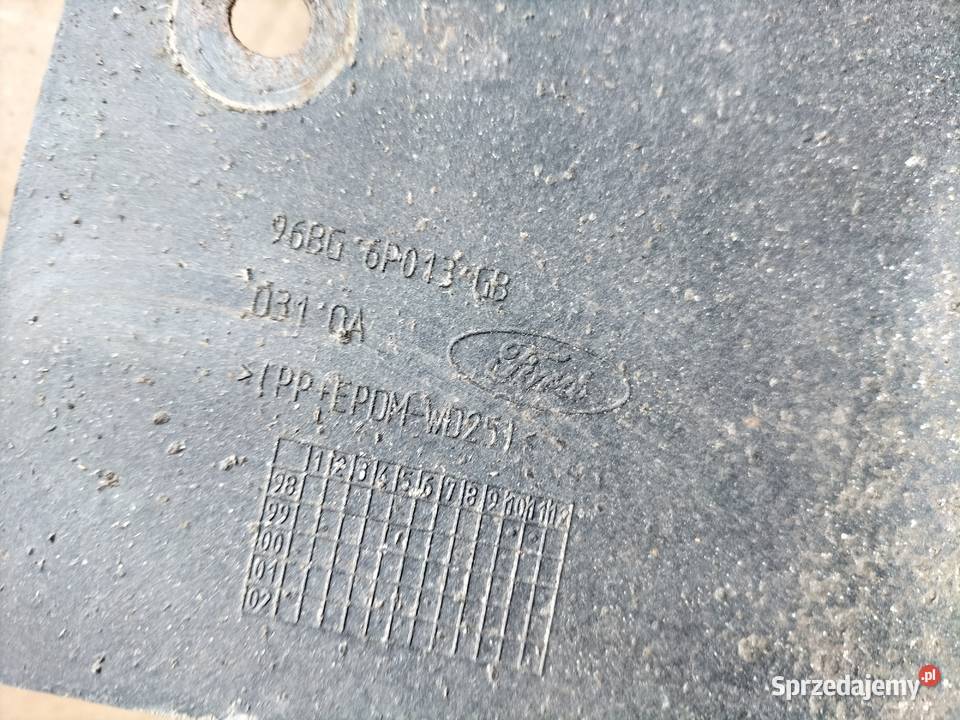 96BG 6P013 GB
031 0A
Ford
>(PP+EPDM-WD25)<
1 2 3 4 5 6 7 8 9 10 11 12
98
99
00
01
02
Sprzedajemy.pl